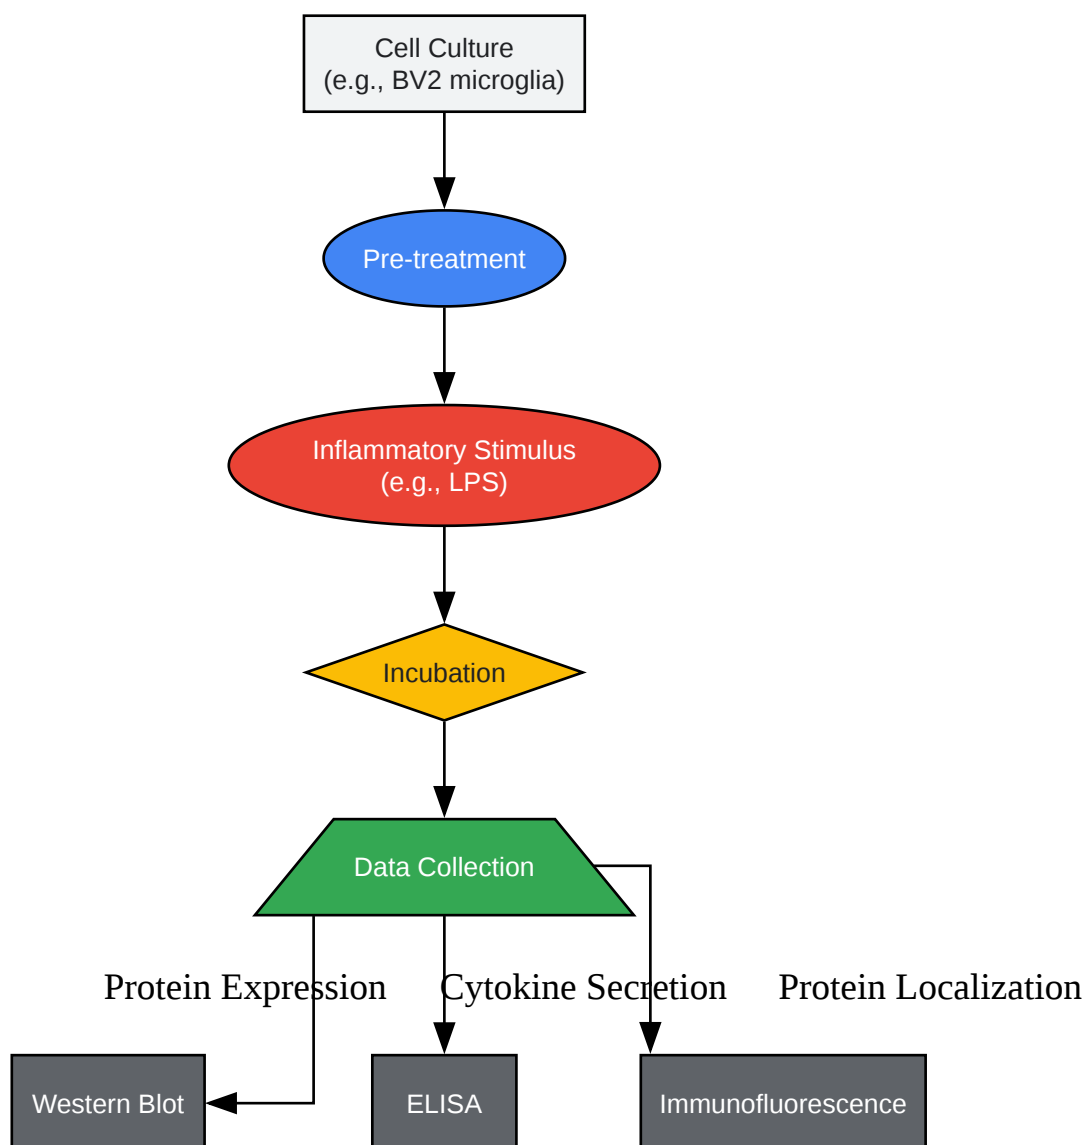 Cell Culture
(e.g., BV2 microglia)
Pre-treatment
Inflammatory Stimulus
(e.g., LPS)
Incubation
Data Collection
Protein Expression
Cytokine Secretion
Protein Localization
Western Blot
ELISA
Immunofluorescence